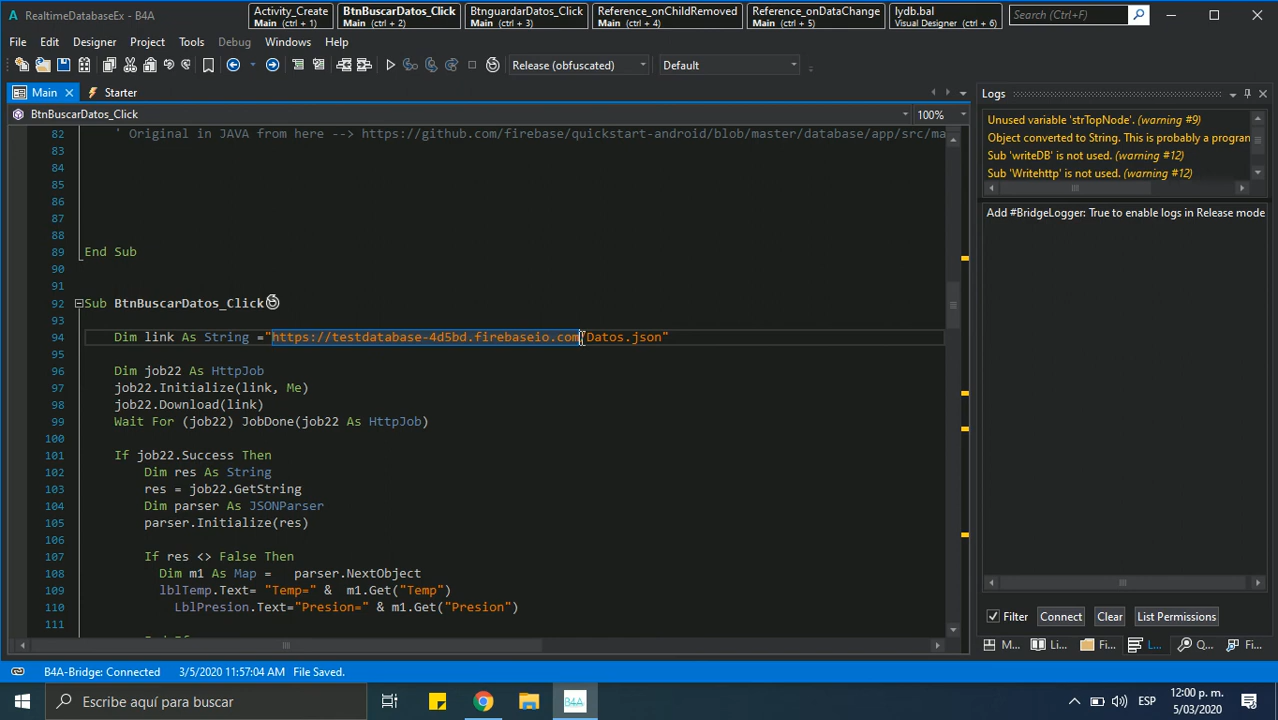 RealtimeDatabaseEx - B4A
Activity_Create
Main (ctrl + 1)
BtnBuscarDatos_Click
Main (ctrl + 2)
BtnguardarDatos_Click
Main (ctrl + 3)
Reference_onChildRemoved
Main (ctrl + 4)
Reference_onDataChange
Main (ctrl + 5)
lydb.bal
Visual Designer (ctrl + 6)
Search (Ctrl+F)
File Edit Designer Project Tools Debug Windows Help
Release (obfuscated)
Default
Main
Starter
Logs
BtnBuscarDatos_Click
100%
82 ' Original in JAVA from here --> https://github.com/firebase/quickstart-android/blob/master/database/app/src/ma
83
84
85
86
87
88
89 End Sub
90
91
92 Sub BtnBuscarDatos_Click
93
94 Dim link As String ="https://testdatabase-4d5bd.firebaseio.com/Datos.json"
95
96 Dim job22 As HttpJob
97 job22.Initialize(link, Me)
98 job22.Download(link)
99 Wait For (job22) JobDone(job22 As HttpJob)
100
101 If job22.Success Then
102 Dim res As String
103 res = job22.GetString
104 Dim parser As JSONParser
105 parser.Initialize(res)
106
107 If res <> False Then
108 Dim m1 As Map = parser.NextObject
109 lblTemp.Text= "Temp=" & m1.Get("Temp")
110 LblPresion.Text="Presion=" & m1.Get("Presion")
111
Unused variable 'strTopNode'. (warning #9)
Object converted to String. This is probably a program
Sub 'writeDB' is not used. (warning #12)
Sub 'Writehttp' is not used. (warning #12)
Add #BridgeLogger: True to enable logs in Release mode
Filter Connect Clear List Permissions
M... Li... Fi... L... Q... Fi...
B4A-Bridge: Connected 3/5/2020 11:57:04 AM File Saved.
Escribe aquí para buscar
B4A
ESP
12:00 p. m.
5/03/2020